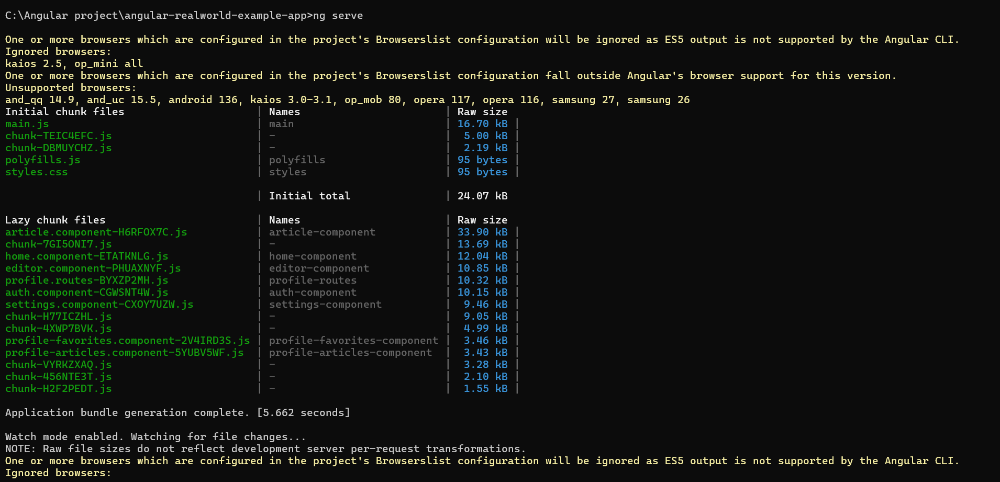 C:\Angular project\angular-realworld-example-app>ng serve
One or more browsers which are configured in the project's Browserslist configuration will be ignored as ES5 output is not supported by the Angular CLI.
Ignored browsers:
kaios 2.5, op_mini all
One or more browsers which are configured in the project's Browserslist configuration fall outside Angular's browser support for this version.
Unsupported browsers:
and_qq 14.9, and_uc 15.5, android 136, kaios 3.0-3.1, op_mob 80, opera 117, opera 116, samsung 27, samsung 26
Initial chunk files | Names | Raw size
main.js | main | 16.70 kB |
chunk-TEIC4EFC.js | - | 5.00 kB |
chunk-DBMUYCHZ.js | - | 2.19 kB |
polyfills.js | polyfills | 95 bytes |
styles.css | styles | 95 bytes |
| Initial total | 24.07 kB
Lazy chunk files | Names | Raw size
article.component-H6RFOX7C.js | article-component | 33.90 kB |
chunk-7GI5ONI7.js | - | 13.69 kB |
home.component-ETATKNLG.js | home-component | 12.04 kB |
editor.component-PHUAXNYF.js | editor-component | 10.85 kB |
profile.routes-BYXZP2MH.js | profile-routes | 10.32 kB |
auth.component-CGWSNT4W.js | auth-component | 10.15 kB |
settings.component-CXOY7UZW.js | settings-component | 9.46 kB |
chunk-H77ICZHL.js | - | 9.05 kB |
chunk-4XWP7BVK.js | - | 4.99 kB |
profile-favorites.component-2V4IRD3S.js | profile-favorites-component | 3.46 kB |
profile-articles.component-5YUBV5WF.js | profile-articles-component | 3.43 kB |
chunk-VYRKZXAQ.js | - | 3.28 kB |
chunk-456NTE3T.js | - | 2.10 kB |
chunk-H2F2PEDT.js | - | 1.55 kB |
Application bundle generation complete. [5.662 seconds]
Watch mode enabled. Watching for file changes...
NOTE: Raw file sizes do not reflect development server per-request transformations.
One or more browsers which are configured in the project's Browserslist configuration will be ignored as ES5 output is not supported by the Angular CLI.
Ignored browsers: